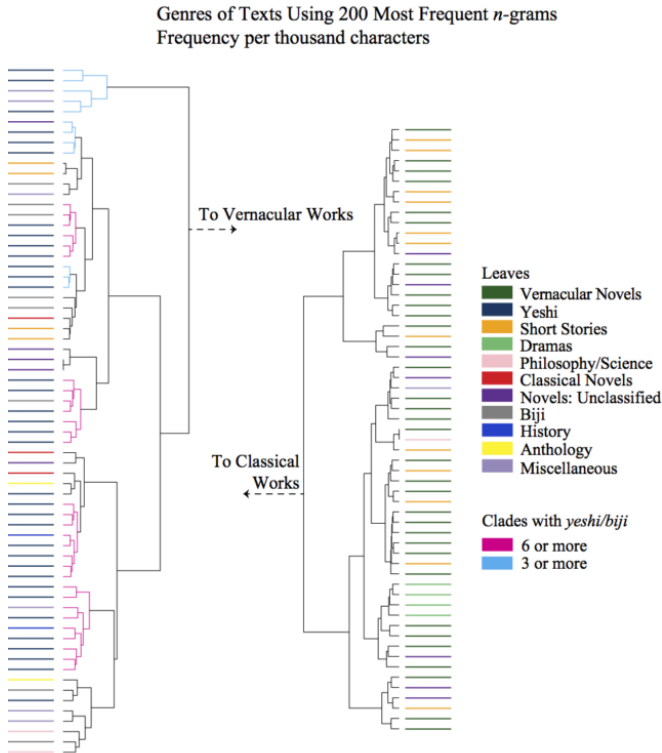 Genres of Texts Using 200 Most Frequent n-grams
Frequency per thousand characters
To Vernacular Works
To Classical
Works
Leaves
Vernacular Novels
Yeshi
Short Stories
Dramas
Philosophy/Science
Classical Novels
Novels: Unclassified
Biji
History
Anthology
Miscellaneous
Clades with yeshi/biji
6 or more
3 or more